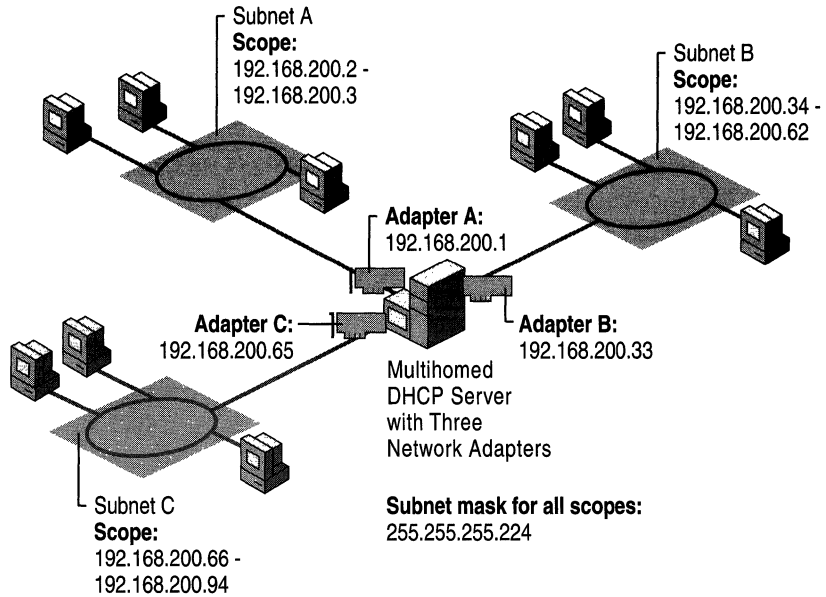 Subnet A
Scope:
192.168.200.2 -
192.168.200.3
Subnet B
Scope:
192.168.200.34 -
192.168.200.62
Adapter A:
192.168.200.1
Adapter C:
192.168.200.65
Adapter B:
192.168.200.33
Multihomed
DHCP Server
with Three
Network Adapters
Subnet C
Scope:
192.168.200.66 -
192.168.200.94
Subnet mask for all scopes:
255.255.255.224